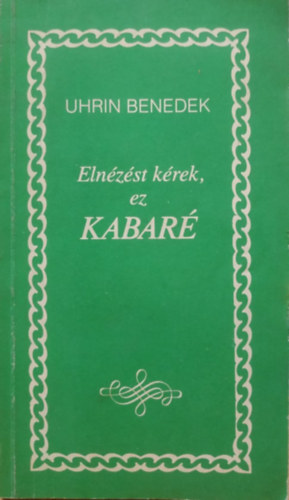 UHRIN BENEDEK
Elnézést kérek,
ez
KABARÉ